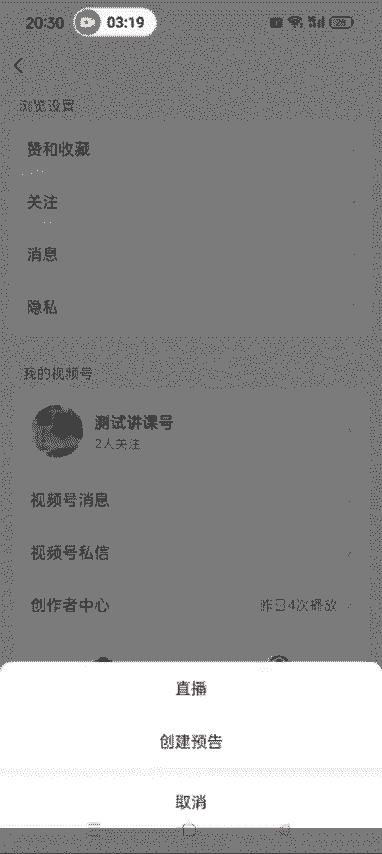 20:30 03:19
浏览设置
赞和收藏
关注
消息
隐私
我的视频号
测试讲课号
2人关注
视频号消息
视频号私信
创作者中心 昨日4次播放
直播
创建预告
取消